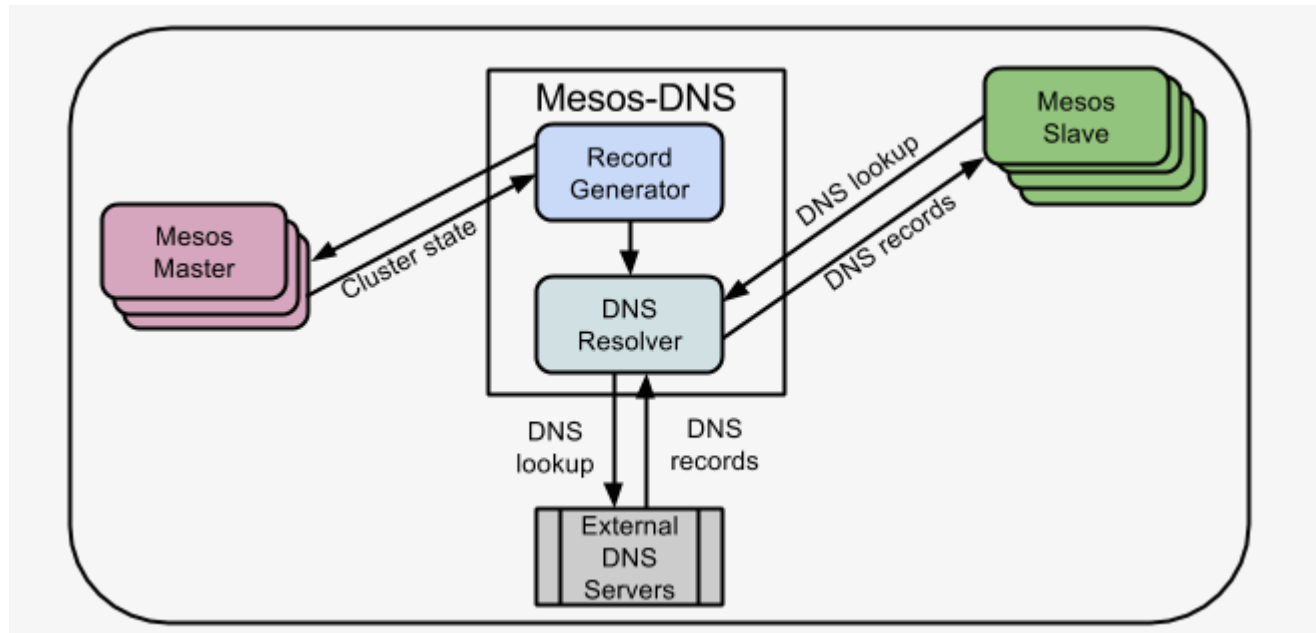 Mesos-DNS
Record
Generator
Mesos
Slave
DNS lookup
DNS records
Mesos
Master
Cluster state
DNS
Resolver
DNS
lookup
DNS
records
External
DNS
Servers